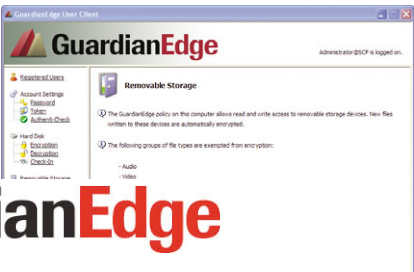 GuardianEdge User Client
GuardianEdge
Administrator@SCF is logged on.
Registered Users
Account Settings
Password
Token
Authenti-Check
Hard Disk
Encryption
Decryption
Check-In
Removable Storage
Removable Storage
The GuardianEdge policy on this computer allows read and write access to removable storage devices. New files
written to these devices are automatically encrypted.
The following groups of file types are exempted from encryption:
- Audio
- Video
ianEdge